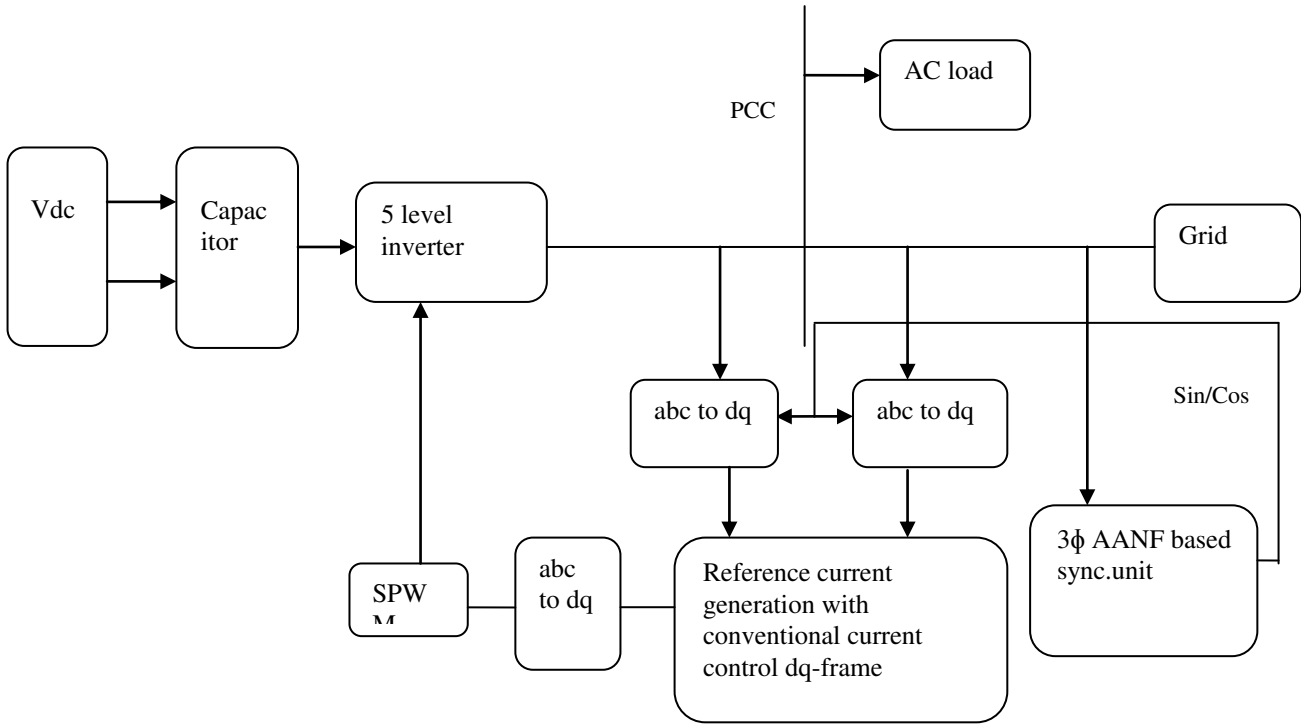 AC load
PCC
Vdc
Capac
itor
5 level
inverter
Grid
abc to dq
abc to dq
Sin/Cos
3ϕ AANF based
sync.unit
abc
to dq
SPW
M
Reference current
generation with
conventional current
control dq-frame